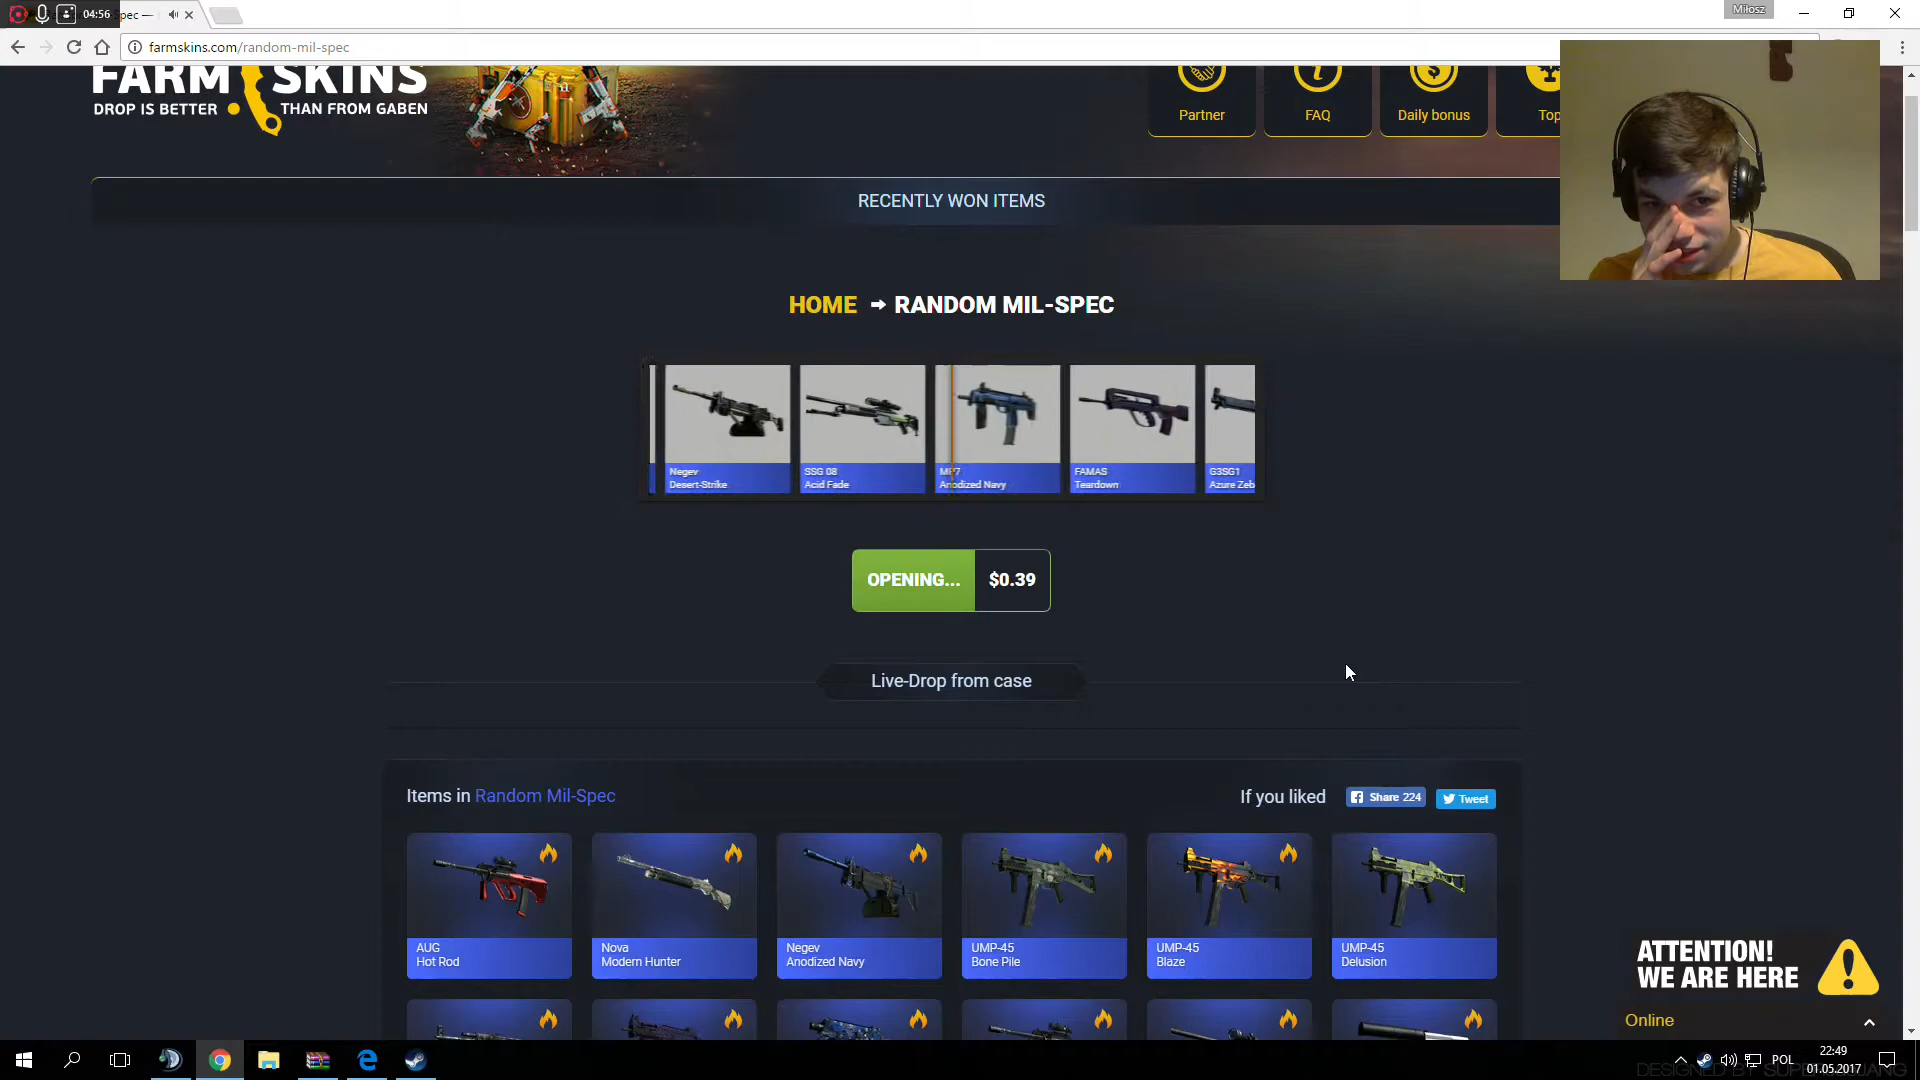 04:56
Spec —
Miłosz
farmskins.com/random-mil-spec
FARM SKINS
DROP IS BETTER THAN FROM GABEN
Partner
FAQ
Daily bonus
Top
RECENTLY WON ITEMS
HOME ➞ RANDOM MIL-SPEC
Negev
Desert-Strike
SSG 08
Acid Fade
MP7
Anodized Navy
FAMAS
Teardown
G3SG1
Azure Zeb
OPENING... $0.39
Live-Drop from case
Items in Random Mil-Spec
If you liked
Share 224
Tweet
AUG
Hot Rod
Nova
Modern Hunter
Negev
Anodized Navy
UMP-45
Bone Pile
UMP-45
Blaze
UMP-45
Delusion
ATTENTION!
WE ARE HERE
Online
POL
22:49
01.05.2017